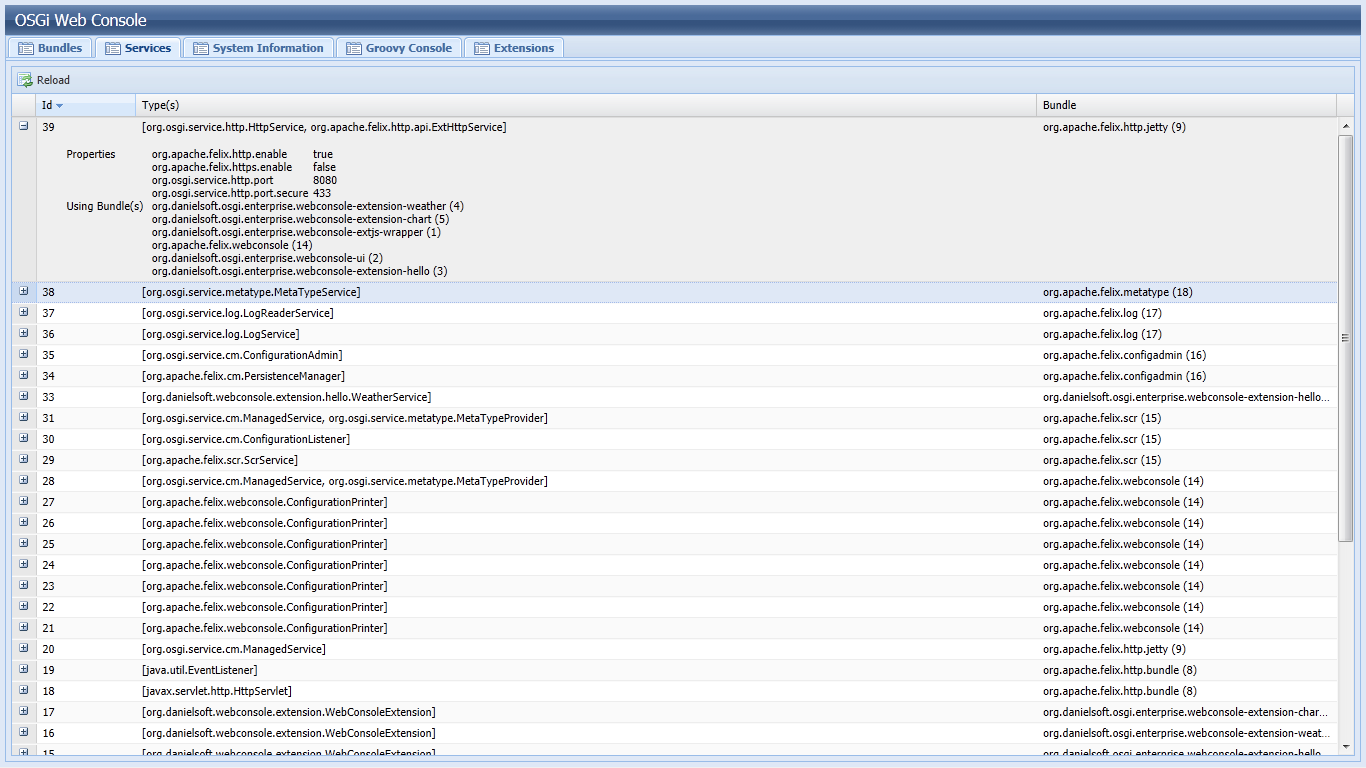 OSGi Web Console
Bundles Services System Information Groovy Console Extensions
Reload
Id Type(s) Bundle
39 [org.osgi.service.http.HttpService, org.apache.felix.http.api.ExtHttpService] org.apache.felix.http.jetty (9)
Properties org.apache.felix.http.enable true
org.apache.felix.https.enable false
org.osgi.service.http.port 8080
org.osgi.service.http.port.secure 433
Using Bundle(s) org.danielsoft.osgi.enterprise.webconsole-extension-weather (4)
org.danielsoft.osgi.enterprise.webconsole-extension-chart (5)
org.danielsoft.osgi.enterprise.webconsole-extjs-wrapper (1)
org.apache.felix.webconsole (14)
org.danielsoft.osgi.enterprise.webconsole-ui (2)
org.danielsoft.osgi.enterprise.webconsole-extension-hello (3)
38 [org.osgi.service.metatype.MetaTypeService] org.apache.felix.metatype (18)
37 [org.osgi.service.log.LogReaderService] org.apache.felix.log (17)
36 [org.osgi.service.log.LogService] org.apache.felix.log (17)
35 [org.osgi.service.cm.ConfigurationAdmin] org.apache.felix.configadmin (16)
34 [org.apache.felix.cm.PersistenceManager] org.apache.felix.configadmin (16)
33 [org.danielsoft.webconsole.extension.hello.WeatherService] org.danielsoft.osgi.enterprise.webconsole-extension-hello...
31 [org.osgi.service.cm.ManagedService, org.osgi.service.metatype.MetaTypeProvider] org.apache.felix.scr (15)
30 [org.osgi.service.cm.ConfigurationListener] org.apache.felix.scr (15)
29 [org.apache.felix.scr.ScrService] org.apache.felix.scr (15)
28 [org.osgi.service.cm.ManagedService, org.osgi.service.metatype.MetaTypeProvider] org.apache.felix.webconsole (14)
27 [org.apache.felix.webconsole.ConfigurationPrinter] org.apache.felix.webconsole (14)
26 [org.apache.felix.webconsole.ConfigurationPrinter] org.apache.felix.webconsole (14)
25 [org.apache.felix.webconsole.ConfigurationPrinter] org.apache.felix.webconsole (14)
24 [org.apache.felix.webconsole.ConfigurationPrinter] org.apache.felix.webconsole (14)
23 [org.apache.felix.webconsole.ConfigurationPrinter] org.apache.felix.webconsole (14)
22 [org.apache.felix.webconsole.ConfigurationPrinter] org.apache.felix.webconsole (14)
21 [org.apache.felix.webconsole.ConfigurationPrinter] org.apache.felix.webconsole (14)
20 [org.osgi.service.cm.ManagedService] org.apache.felix.http.jetty (9)
19 [java.util.EventListener] org.apache.felix.http.bundle (8)
18 [javax.servlet.http.HttpServlet] org.apache.felix.http.bundle (8)
17 [org.danielsoft.webconsole.extension.WebConsoleExtension] org.danielsoft.osgi.enterprise.webconsole-extension-char...
16 [org.danielsoft.webconsole.extension.WebConsoleExtension] org.danielsoft.osgi.enterprise.webconsole-extension-weat...
15 [org.danielsoft.webconsole.extension.WebConsoleExtension] org.danielsoft.osgi.enterprise.webconsole-extension-hello...